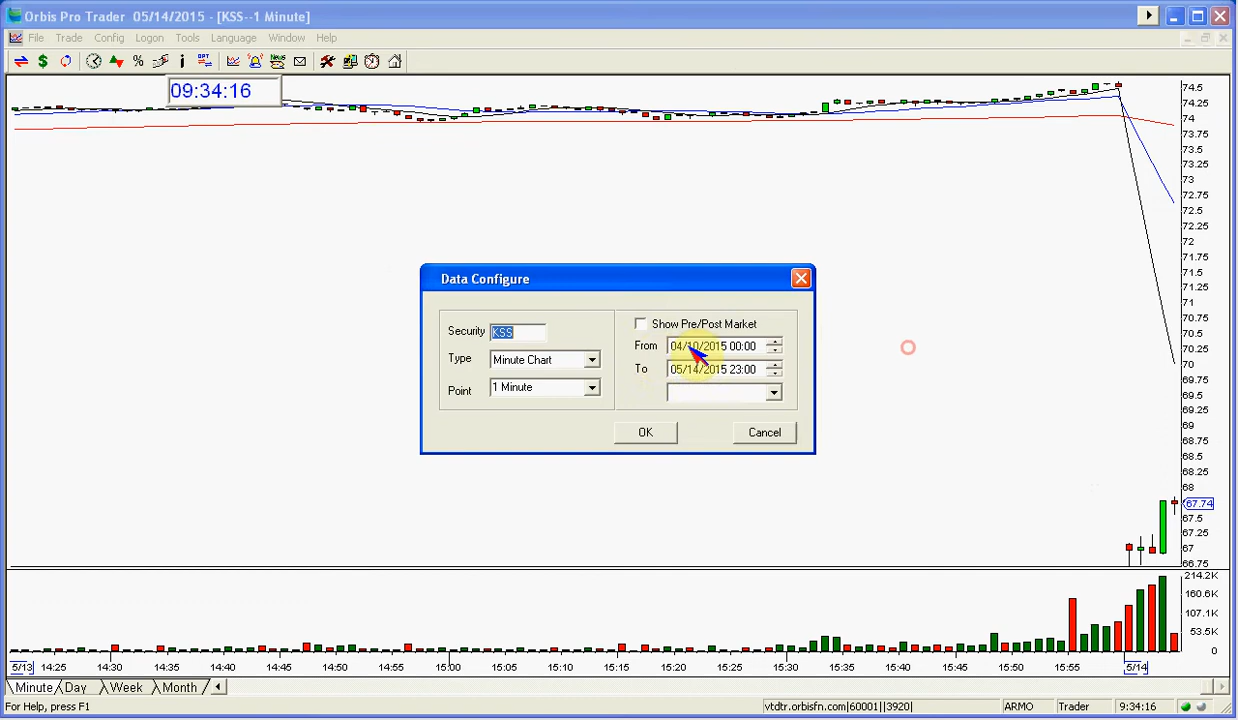 Orbis Pro Trader 05/14/2015 - [KSS--1 Minute]
File Trade Config Logon Tools Language Window Help
09:34:16
74.5
74.25
74
73.75
73.5
73.25
73
72.75
72.5
72.25
72
71.75
71.5
71.25
71
70.75
70.5
70.25
70
69.75
69.5
69.25
69
68.75
68.5
68.25
68
67.74
67.5
67.25
67
66.75
Data Configure
Security KSS
Type Minute Chart
Point 1 Minute
Show Pre/Post Market
From 04/10/2015 00:00
To 05/14/2015 23:00
OK Cancel
214.2K
160.6K
107.1K
53.5K
0
5/13 14:25 14:30 14:35 14:40 14:45 14:50 14:55 15:00 15:05 15:10 15:15 15:20 15:25 15:30 15:35 15:40 15:45 15:50 15:55 5/14
Minute Day Week Month
For Help, press F1 vtdtr.orbisfn.com|60001||3920| ARMO Trader 9:34:16